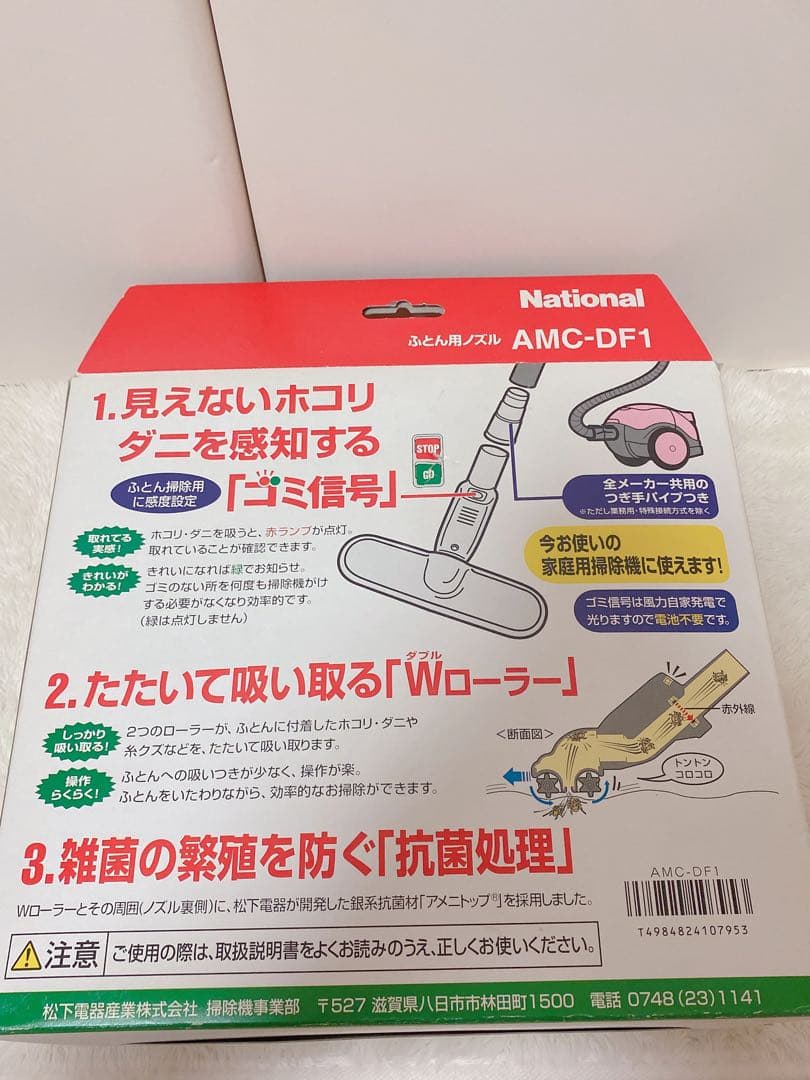 National
ふとん用ノズル AMC-DF1
1.見えないホコリ
ダニを感知する
ふとん掃除用
に感度設定
「ゴミ信号」
STOP
GO
取れてる
実感!
ホコリ・ダニを吸うと、赤ランプが点灯。
取れていることが確認できます。
きれいが
わかる!
きれいになれば緑でお知らせ。
ゴミのない所を何度も掃除機がけ
する必要がなくなり効率的です。
(緑は点灯しません)
全メーカー共用の
つぎ手パイプつき
※ただし業務用・特殊接続方式を除く
今お使いの
家庭用掃除機に使えます!
ゴミ信号は風力自家発電で
光りますので電池不要です。
2.たたいて吸い取る「Wローラー」
ダブル
しっかり
吸い取る!
2つのローラーが、ふとんに付着したホコリ・ダニや
糸クズなどを、たたいて吸い取ります。
操作
らくらく!
ふとんへの吸いつきが少なく、操作が楽。
ふとんをいたわりながら、効率的なお掃除ができます。
<断面図>
赤外線
トントン
コロコロ
3.雑菌の繁殖を防ぐ「抗菌処理」
Wローラーとその周囲(ノズル裏側)に、松下電器が開発した銀系抗菌材「アメニトップ®」を採用しました。
AMC-DF1
T4984824107953
注意
ご使用の際は、取扱説明書をよくお読みのうえ、正しくお使いください。
松下電器産業株式会社 掃除機事業部 〒527 滋賀県八日市市林田町1500 電話 0748(23)1141